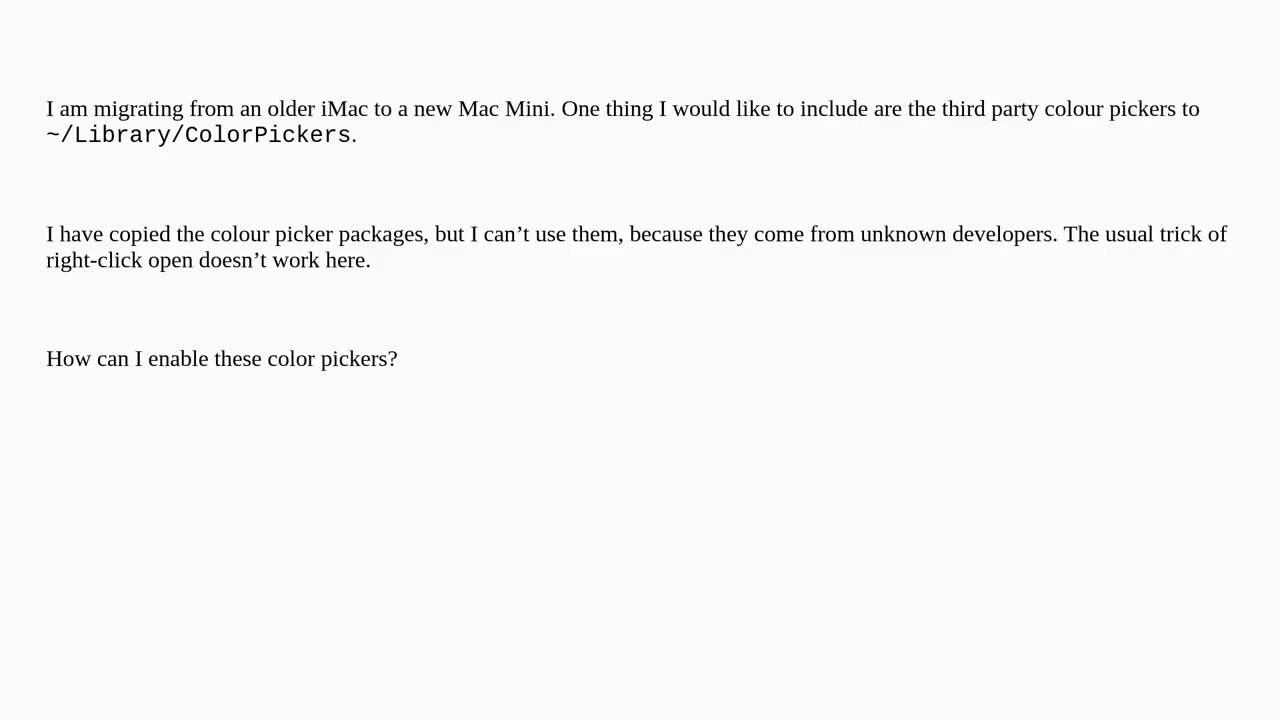 I am migrating from an older iMac to a new Mac Mini. One thing I would like to include are the third party colour pickers to
~/Library/ColorPickers.
I have copied the colour picker packages, but I can’t use them, because they come from unknown developers. The usual trick of
right-click open doesn’t work here.
How can I enable these color pickers?